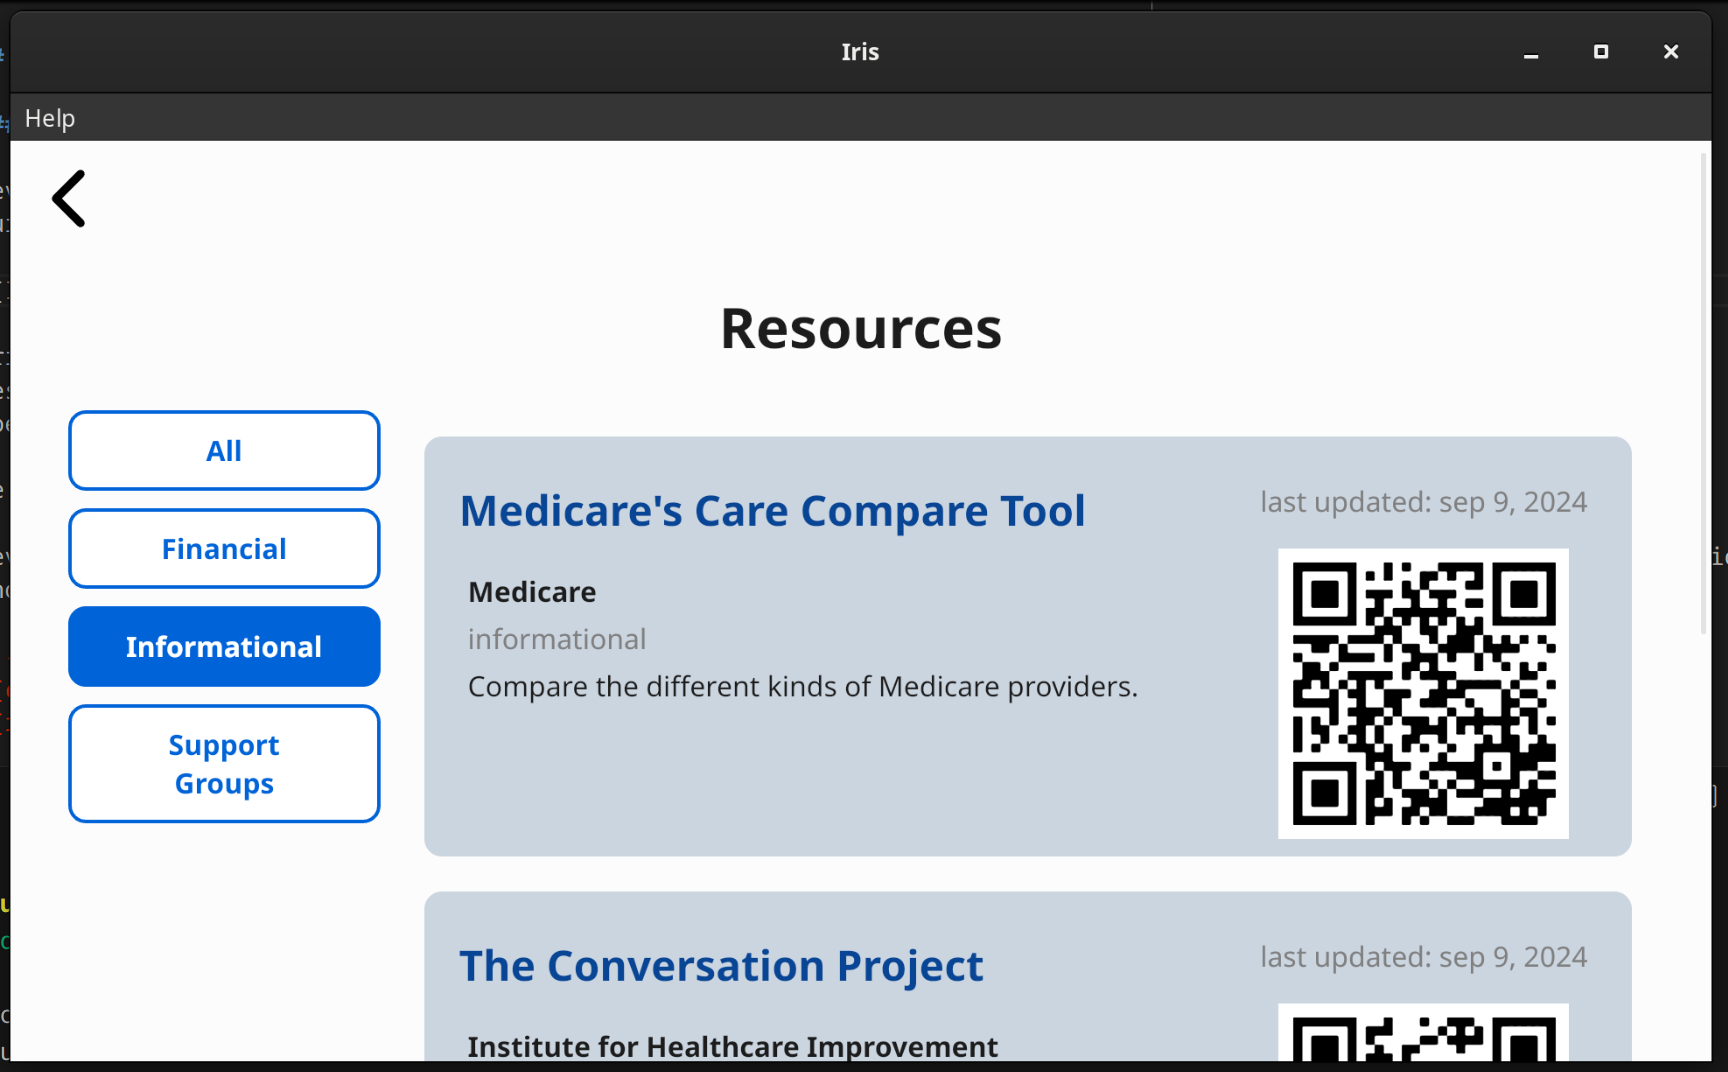 Iris
Help
Resources
All
Financial
Informational
Support
Groups
Medicare's Care Compare Tool
last updated: sep 9, 2024
Medicare
informational
Compare the different kinds of Medicare providers.
The Conversation Project
last updated: sep 9, 2024
Institute for Healthcare Improvement